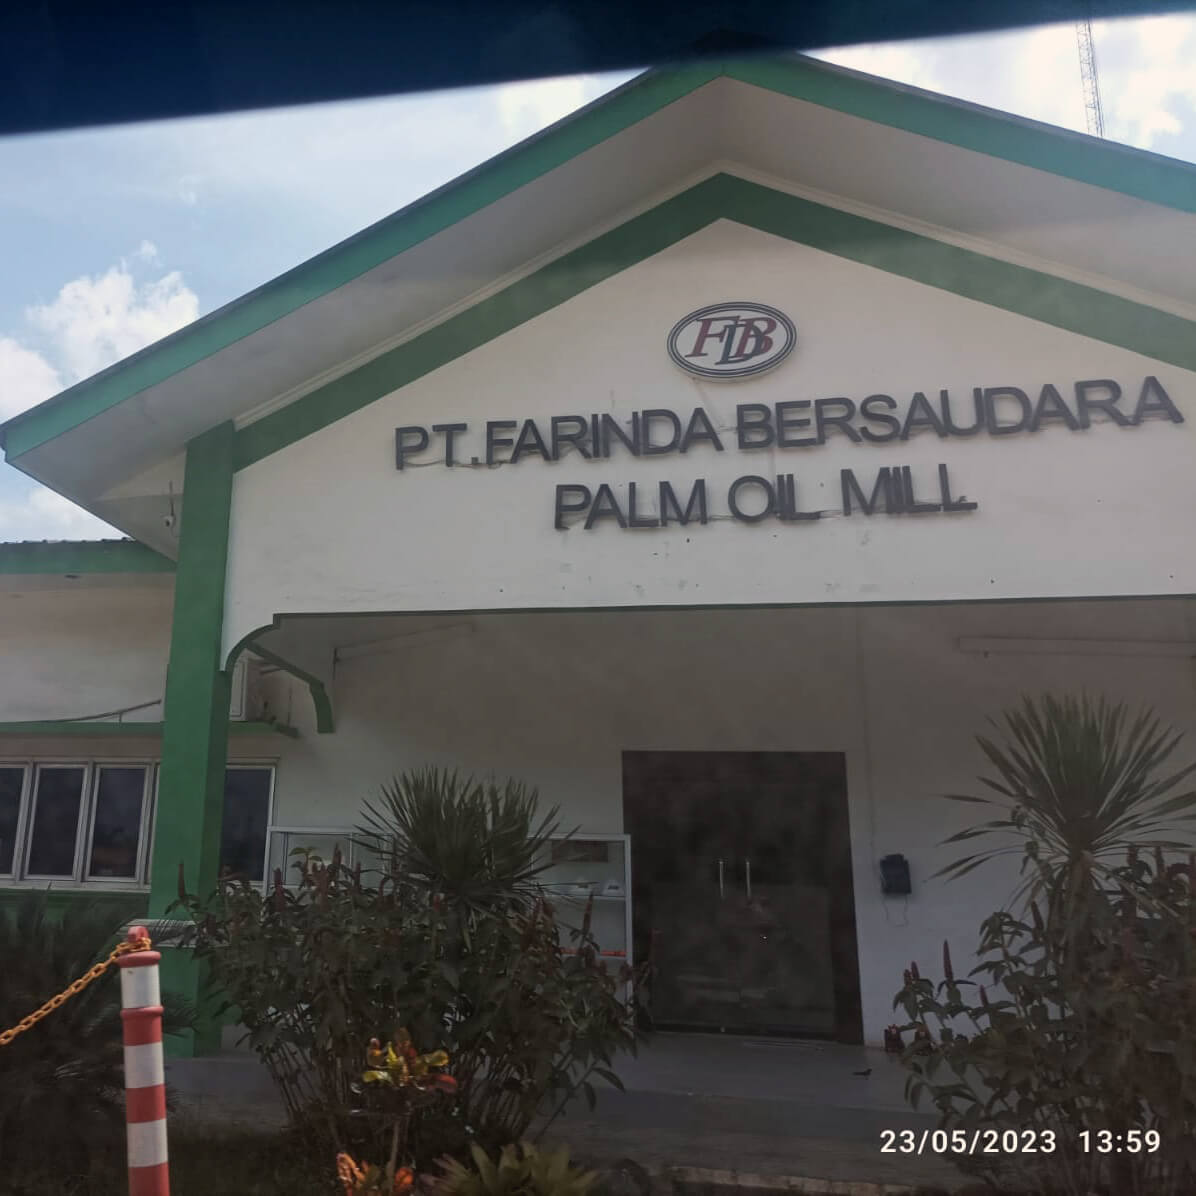 FDB
PT.FARINDA BERSAUDARA
PALM OIL MILL
23/05/2023 13:59